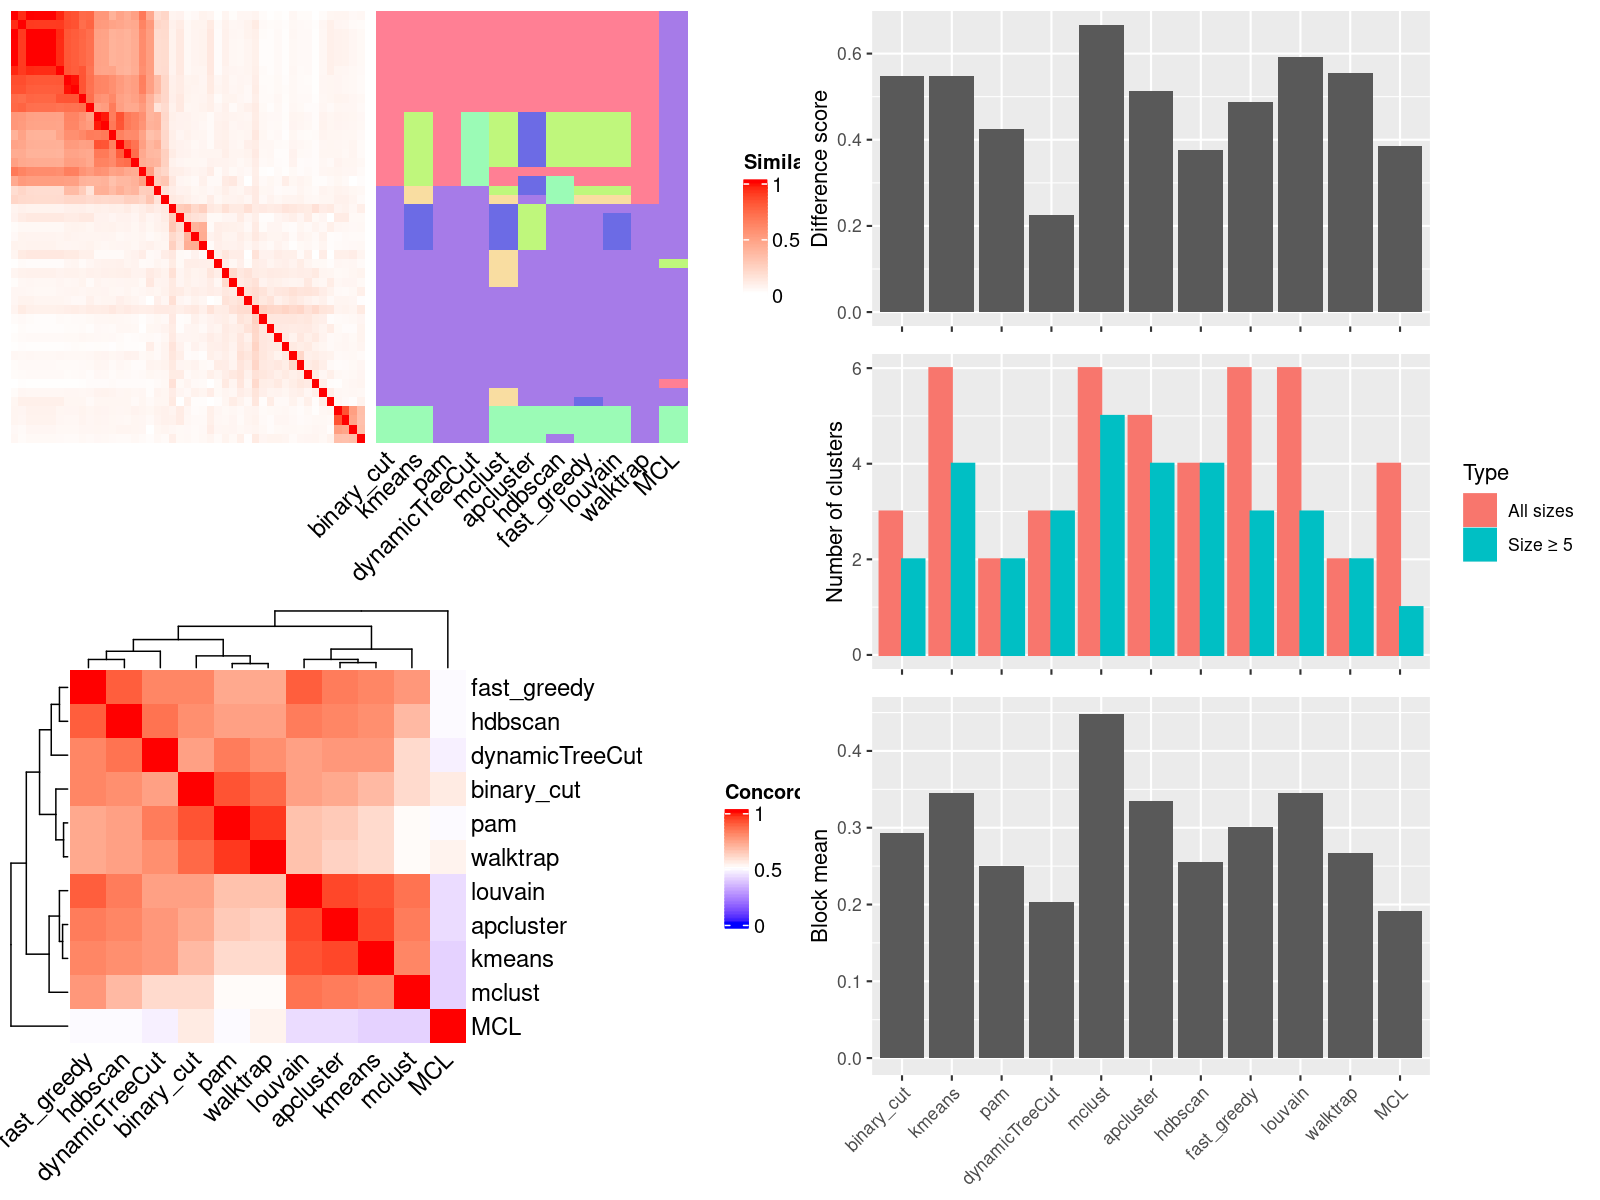 Simila
1
0.5
0
binary_cut
kmeans
pam
dynamicTreeCut
mclust
apcluster
hdbscan
fast_greedy
louvain
walktrap
MCL
fast_greedy
hdbscan
dynamicTreeCut
binary_cut
pam
walktrap
louvain
apcluster
kmeans
mclust
MCL
Concord
1
0.5
0
fast_greedy
hdbscan
dynamicTreeCut
binary_cut
pam
walktrap
louvain
apcluster
kmeans
mclust
MCL
Difference score
0.6
0.4
0.2
0.0
Number of clusters
6
4
2
0
Type
All sizes
Size ≥ 5
Block mean
0.4
0.3
0.2
0.1
0.0
binary_cut
kmeans
pam
dynamicTreeCut
mclust
apcluster
hdbscan
fast_greedy
louvain
walktrap
MCL